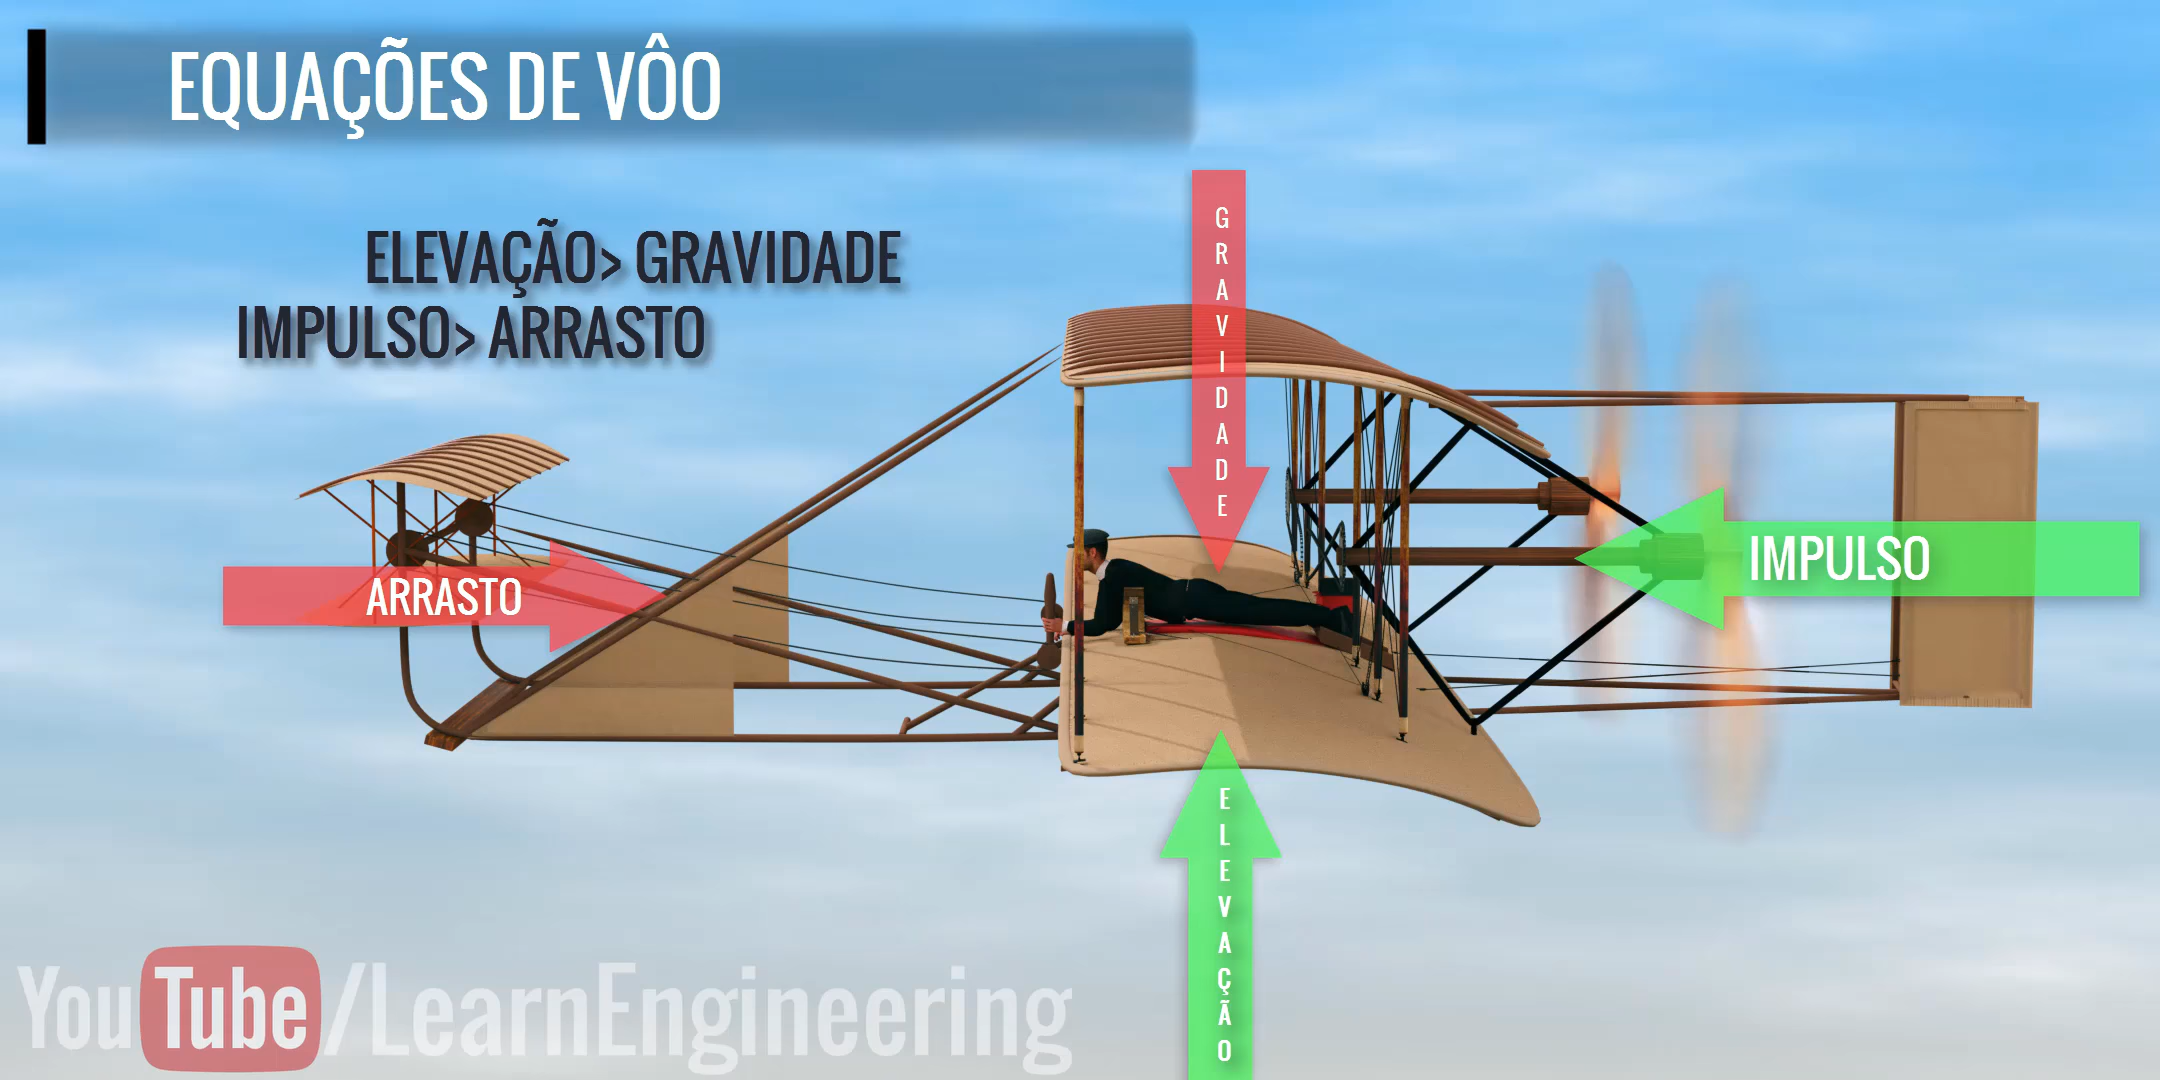 EQUAÇÕES DE VÔO
ELEVAÇÃO> GRAVIDADE
IMPULSO> ARRASTO
GRAVIDADE
ARRASTO
IMPULSO
ELEVAÇÃO
YouTube/LearnEngineering